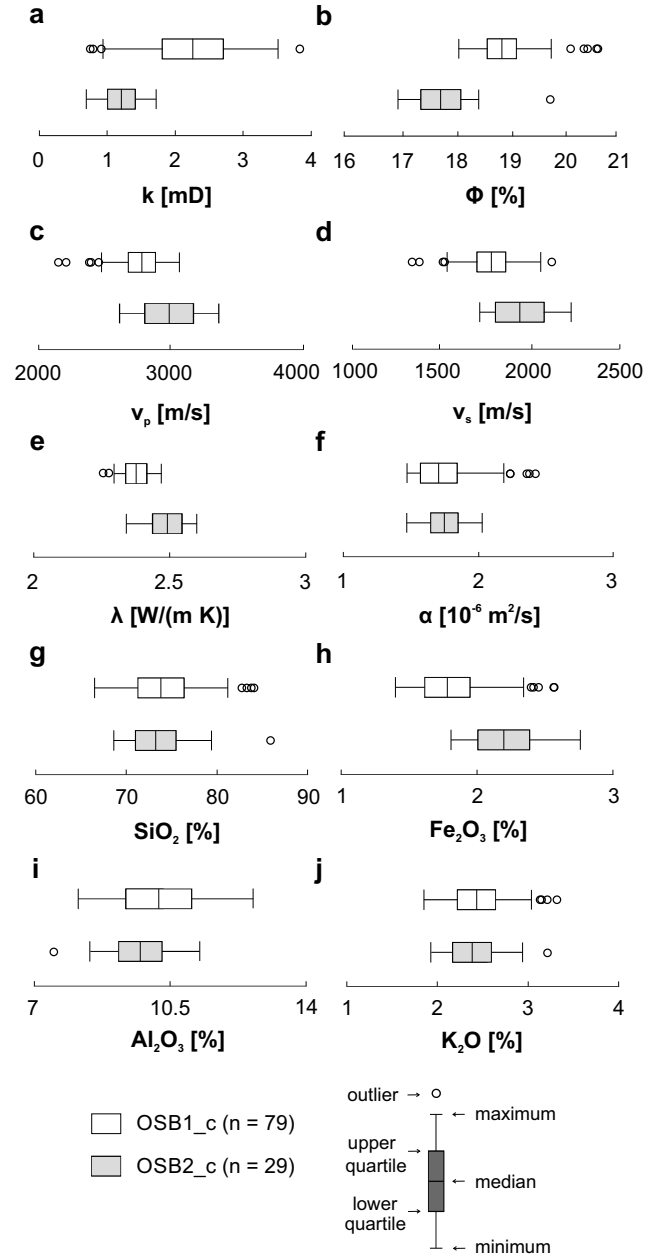 a b
0 1 2 3 4 16 17 18 19 20 21
k [mD] Φ [%]
c d
2000 3000 4000 1000 1500 2000 2500
vₚ [m/s] vₛ [m/s]
e f
2 2.5 3 1 2 3
λ [W/(m K)] α [10⁻⁶ m²/s]
g h
60 70 80 90 1 2 3
SiO₂ [%] Fe₂O₃ [%]
i j
7 10.5 14 1 2 3 4
Al₂O₃ [%] K₂O [%]
OSB1_c (n = 79)
OSB2_c (n = 29)
outlier
maximum
upper
quartile
median
lower
quartile
minimum